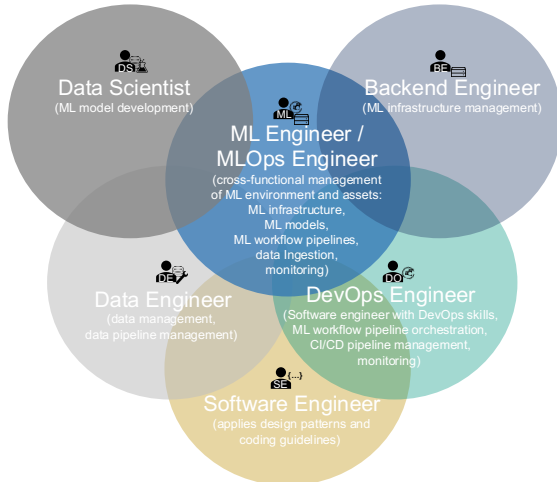 DS
Data Scientist
(ML model development)
BE
Backend Engineer
(ML infrastructure management)
ML
ML Engineer /
MLOps Engineer
(cross-functional management
of ML environment and assets:
ML infrastructure,
ML models,
ML workflow pipelines,
data Ingestion,
monitoring)
DE
Data Engineer
(data management,
data pipeline management)
DO
DevOps Engineer
(Software engineer with DevOps skills,
ML workflow pipeline orchestration,
CI/CD pipeline management,
monitoring)
SE {...}
Software Engineer
(applies design patterns and
coding guidelines)